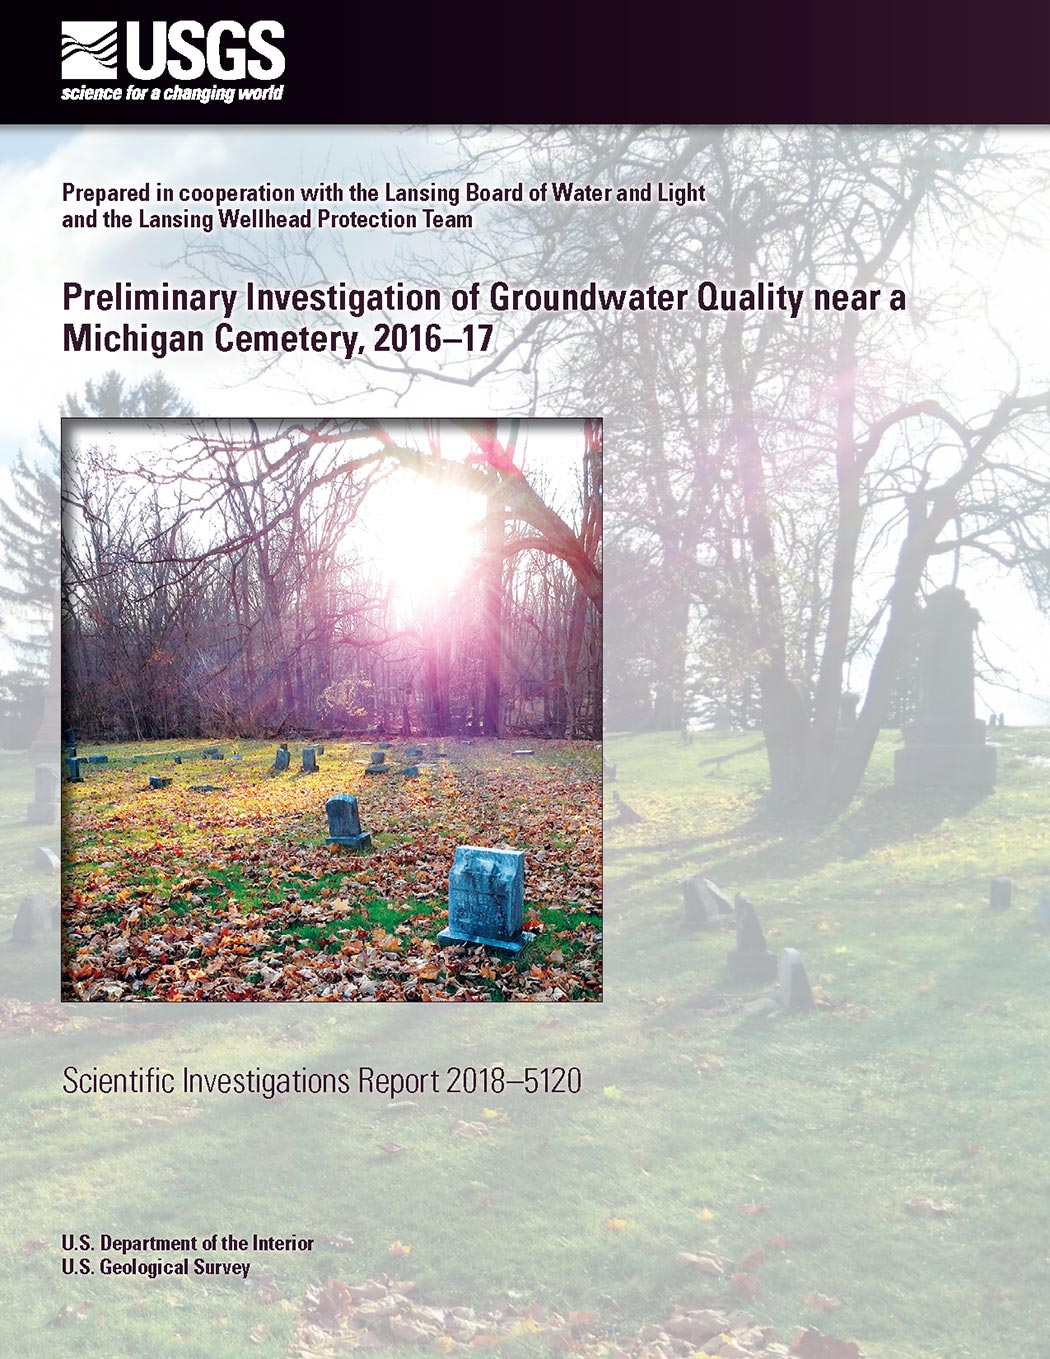 USGS
science for a changing world
Prepared in cooperation with the Lansing Board of Water and Light
and the Lansing Wellhead Protection Team
Preliminary Investigation of Groundwater Quality near a
Michigan Cemetery, 2016–17
Scientific Investigations Report 2018–5120
U.S. Department of the Interior
U.S. Geological Survey